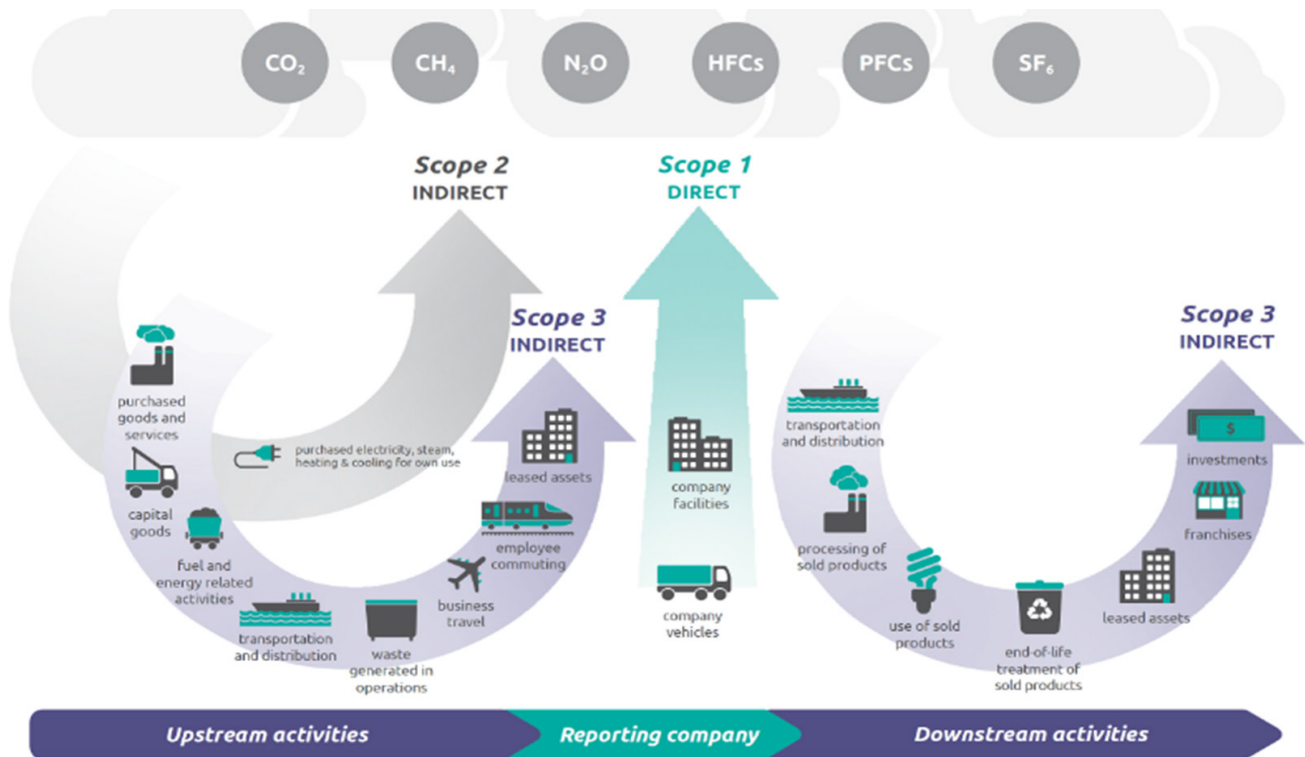 CO₂
CH₄
N₂O
HFCs
PFCs
SF₆
Scope 2
INDIRECT
Scope 1
DIRECT
Scope 3
INDIRECT
Scope 3
INDIRECT
purchased
goods and
services
capital
goods
fuel and
energy related
activities
purchased electricity, steam,
heating & cooling for own use
transportation
and distribution
waste
generated in
operations
business
travel
employee
commuting
leased assets
company
facilities
company
vehicles
transportation
and distribution
processing of
sold products
use of sold
products
end-of-life
treatment of
sold products
leased assets
franchises
$
investments
Upstream activities
Reporting company
Downstream activities